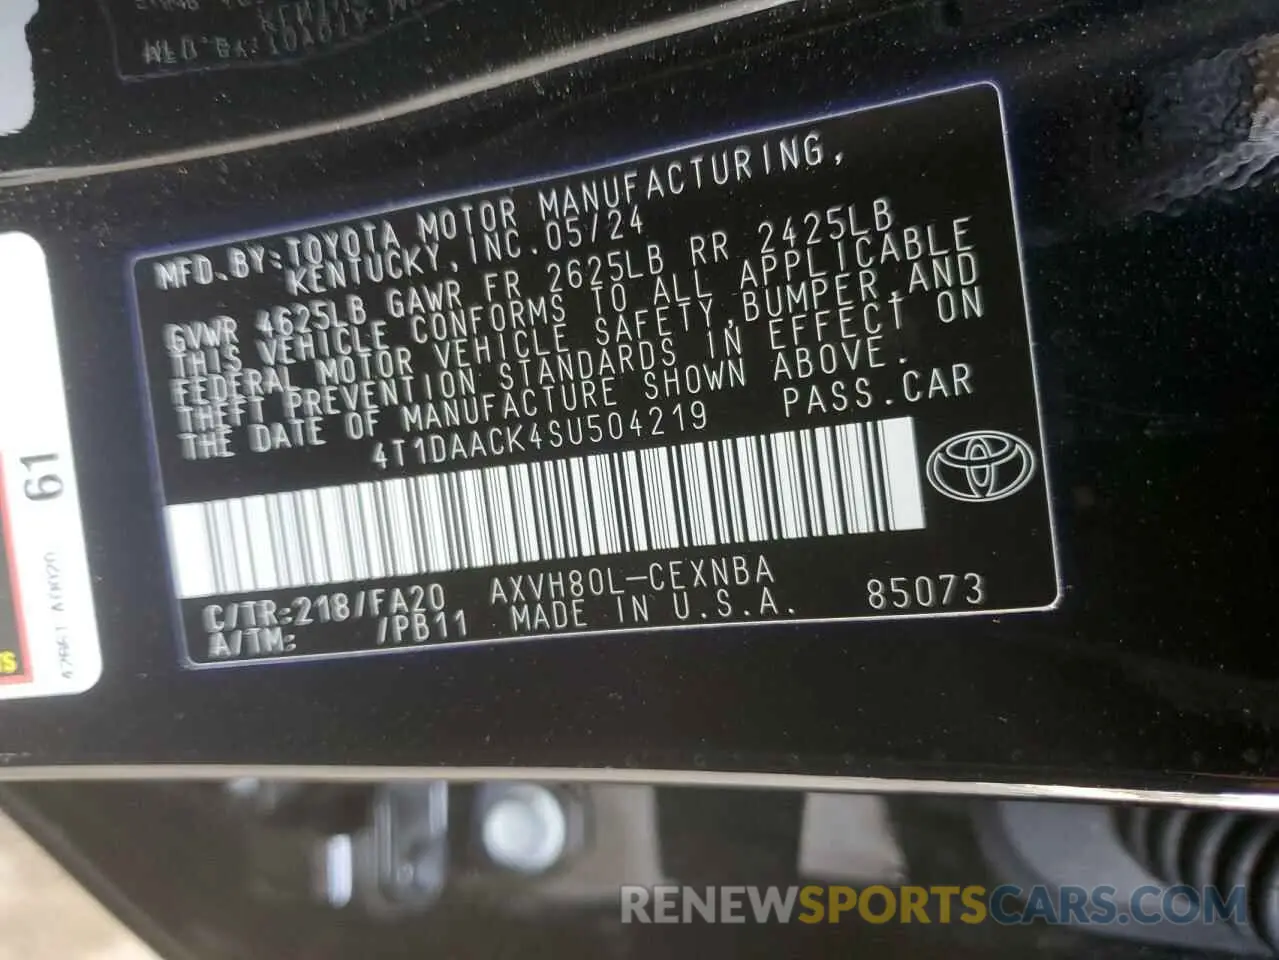 MFD. BY: TOYOTA MOTOR MANUFACTURING,
KENTUCKY, INC. 05/24
GVWR 4625LB GAWR FR 2625LB RR 2425LB
THIS VEHICLE CONFORMS TO ALL APPLICABLE
FEDERAL MOTOR VEHICLE SAFETY, BUMPER AND
THEFT PREVENTION STANDARDS IN EFFECT ON
THE DATE OF MANUFACTURE SHOWN ABOVE.
4T1DAACK4SU504219 PASS. CAR
C/TR: 218/FA20 AXVH80L-CEXNBA
A/TM: /PB11 MADE IN U.S.A. 85073
61
RENEWSPORTSCARS.COM